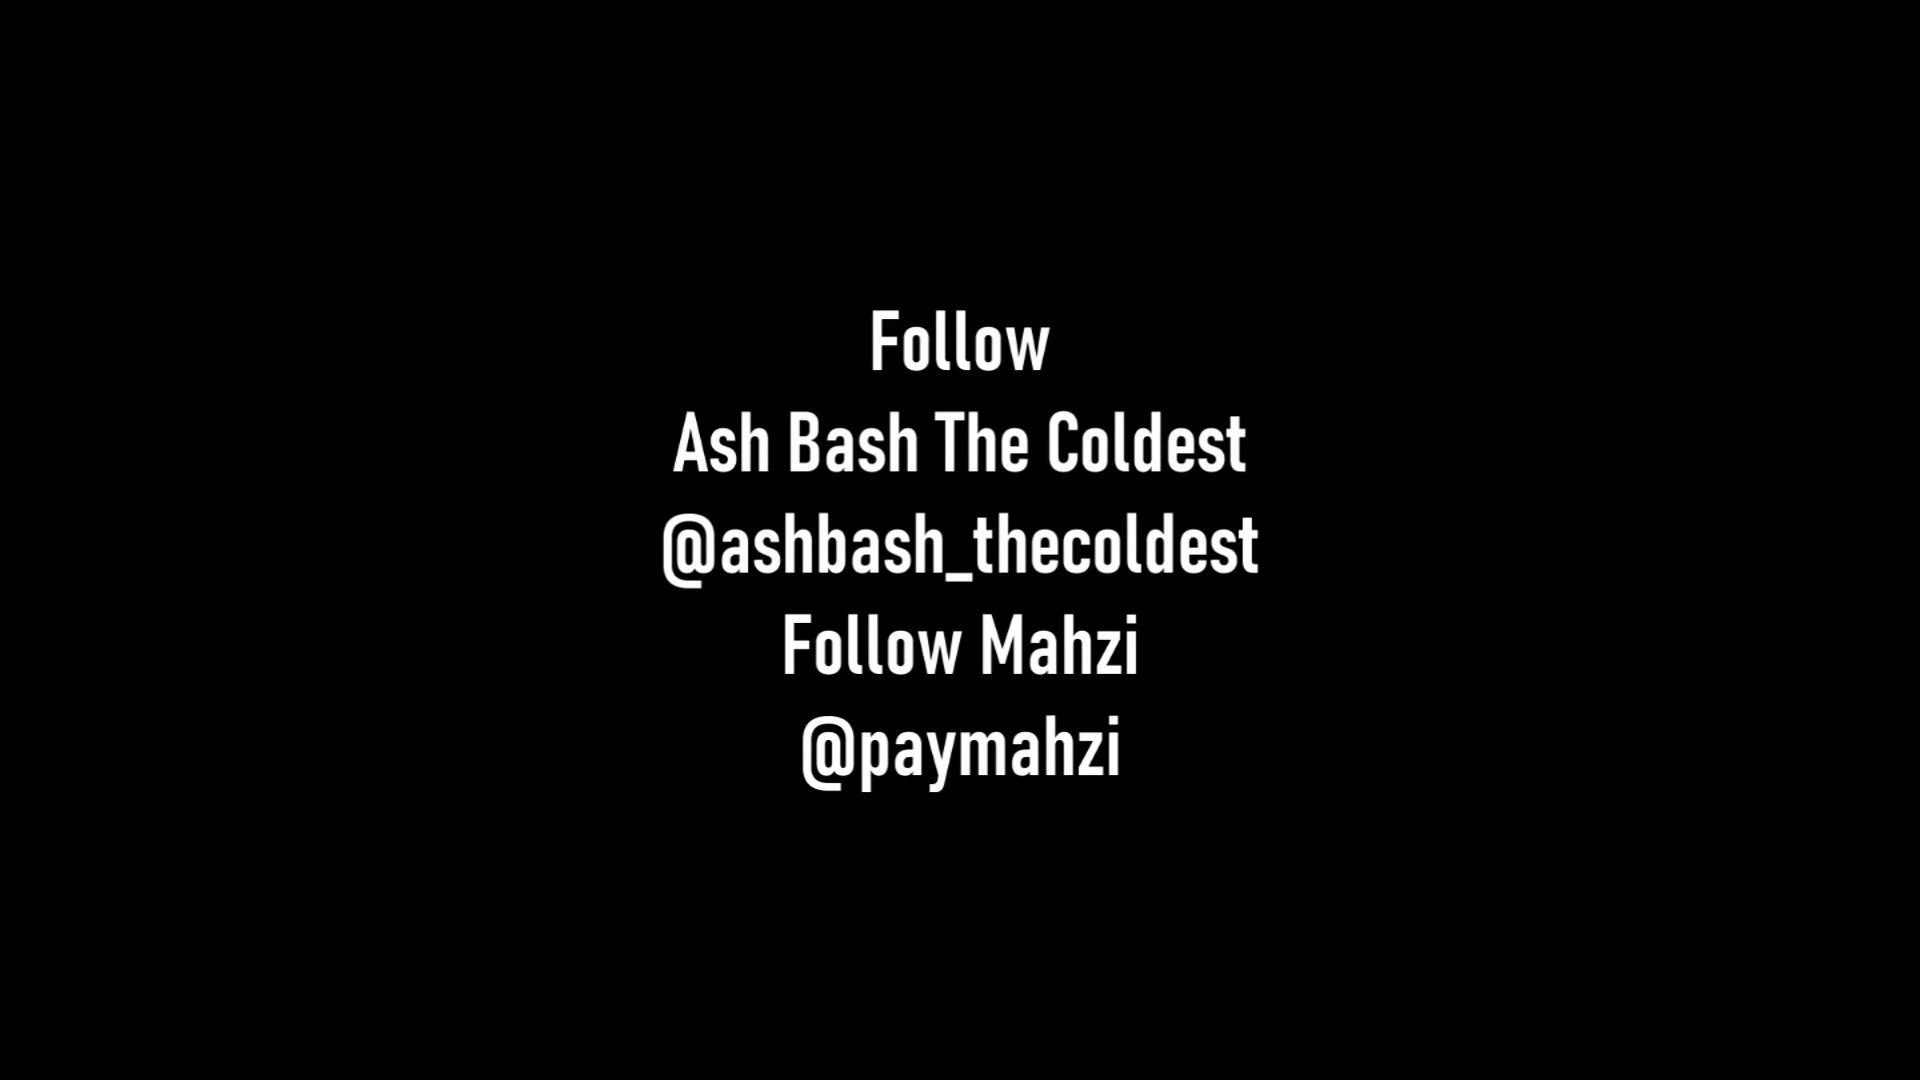 Follow
Ash Bash The Coldest
@ashbash_thecoldest
Follow Mahzi
@paymahzi